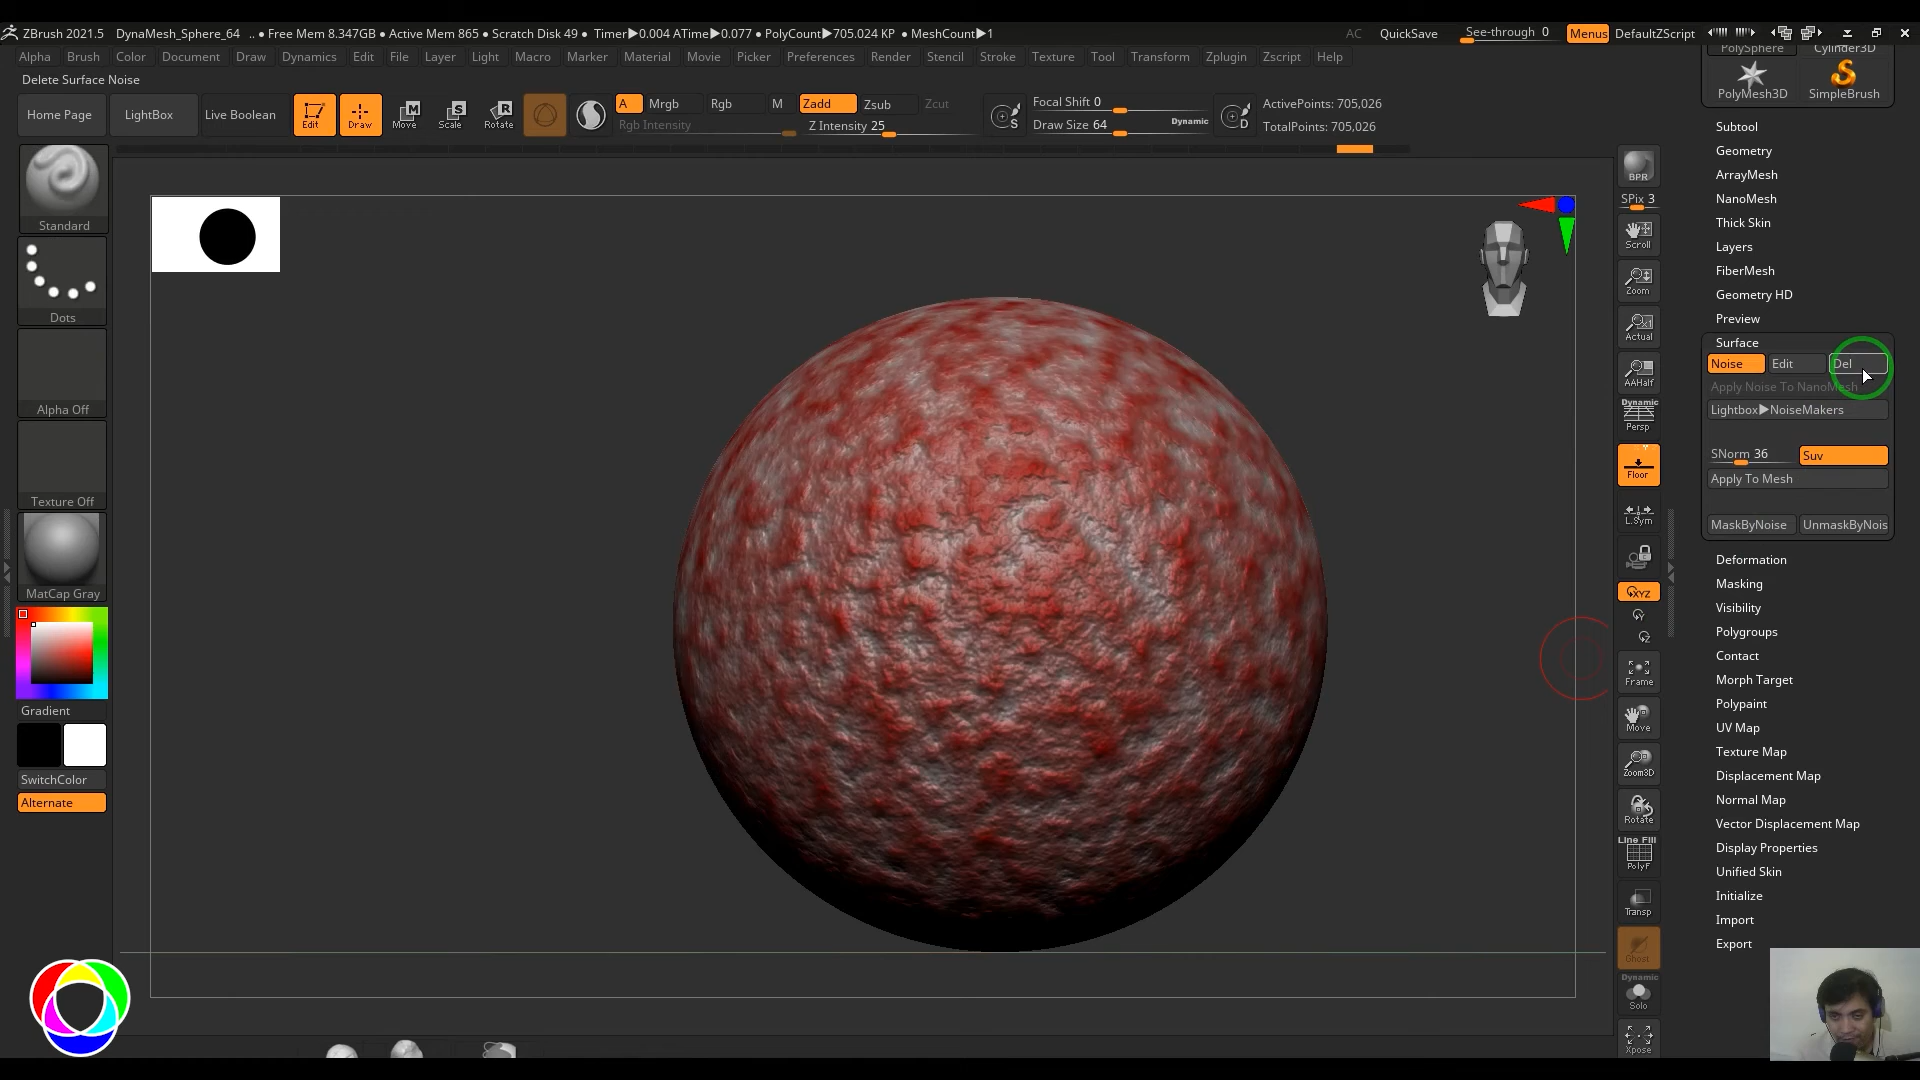 ZBrush 2021.5 DynaMesh_Sphere_64 .. ● Free Mem 8.347GB ● Active Mem 865 ● Scratch Disk 49 ● Timer▶0.004 ATime▶0.077 ● PolyCount▶705.024 KP ● MeshCount▶1 AC QuickSave See-through 0 Menus DefaultZScript
Alpha Brush Color Document Draw Dynamics Edit File Layer Light Macro Marker Material Movie Picker Preferences Render Stencil Stroke Texture Tool Transform Zplugin Zscript Help
Delete Surface Noise
Home Page LightBox Live Boolean Edit Draw Move Scale Rotate
A Mrgb Rgb M Zadd Zsub Zcut
Rgb Intensity Z Intensity 25
S
Focal Shift 0
Draw Size 64 Dynamic
D
ActivePoints: 705,026
TotalPoints: 705,026
Standard
Dots
Alpha Off
Texture Off
MatCap Gray
Gradient
SwitchColor
Alternate
BPR
SPix 3
Scroll
Zoom
Actual
AAHalf
Dynamic
Persp
Floor
L.Sym
XYZ
Y
Z
Frame
Move
Zoom3D
Rotate
Line Fill
PolyF
Transp
Ghost
Dynamic
Solo
Xpose
PolySphere Cylinder3D
PolyMesh3D SimpleBrush
Subtool
Geometry
ArrayMesh
NanoMesh
Thick Skin
Layers
FiberMesh
Geometry HD
Preview
Surface
Noise Edit Del
Apply Noise To NanoMesh
Lightbox▶NoiseMakers
SNorm 36 Suv
Apply To Mesh
MaskByNoise UnmaskByNois
Deformation
Masking
Visibility
Polygroups
Contact
Morph Target
Polypaint
UV Map
Texture Map
Displacement Map
Normal Map
Vector Displacement Map
Display Properties
Unified Skin
Initialize
Import
Export